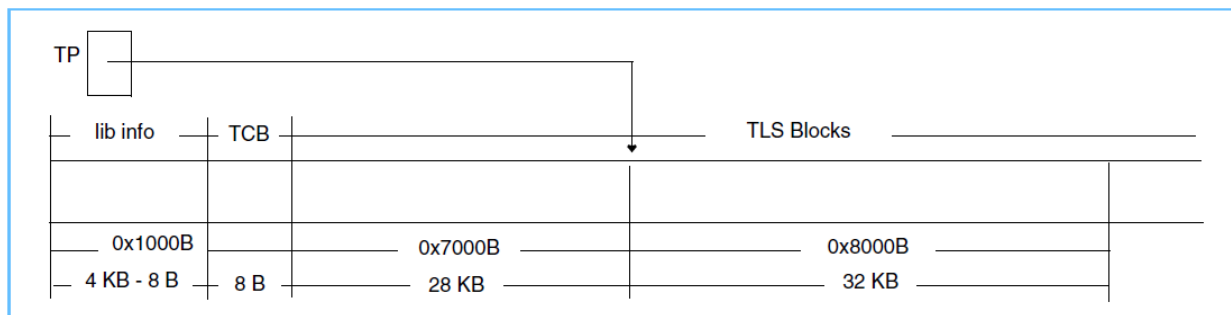 TP
lib info TCB TLS Blocks
0x1000B 0x7000B 0x8000B
4 KB - 8 B 8 B 28 KB 32 KB